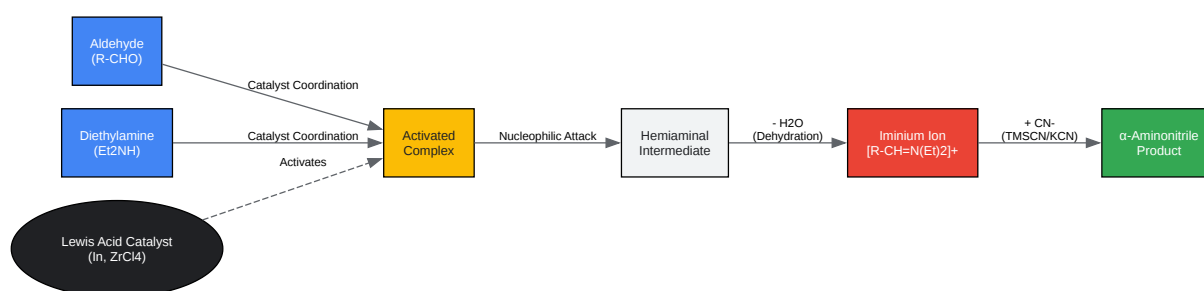 Aldehyde
(R-CHO)
Catalyst Coordination
Diethylamine
(Et2NH)
Catalyst Coordination
Activates
Activated
Complex
Nucleophilic Attack
Hemiaminal
Intermediate
- H2O
(Dehydration)
Iminium Ion
[R-CH=N(Et)2]+
+ CN-
(TMSCN/KCN)
α-Aminonitrile
Product
Lewis Acid Catalyst
(In, ZrCl4)